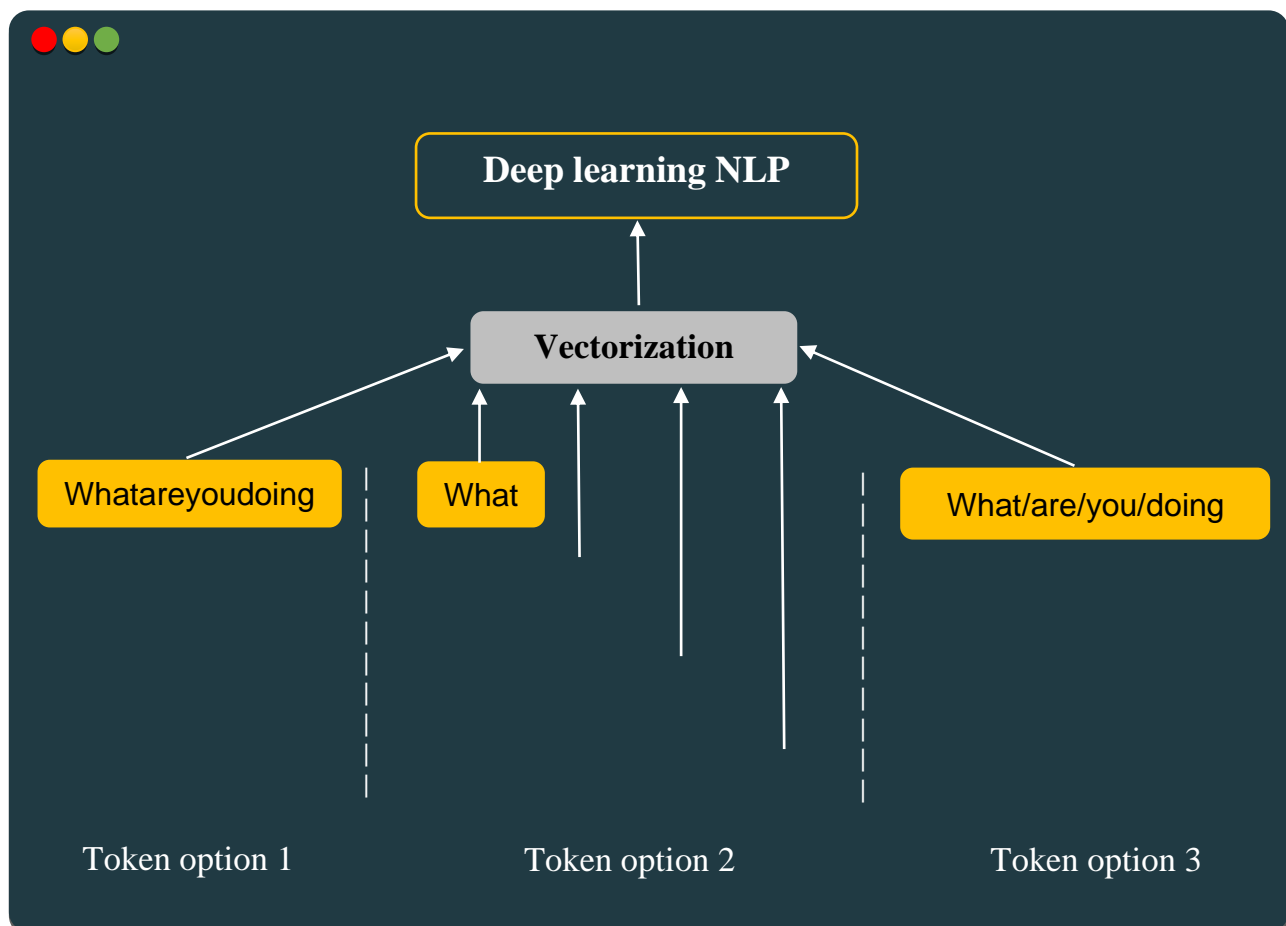 Deep learning NLP
Vectorization
Whatareyoudoing
What
What/are/you/doing
Token option 1
Token option 2
Token option 3